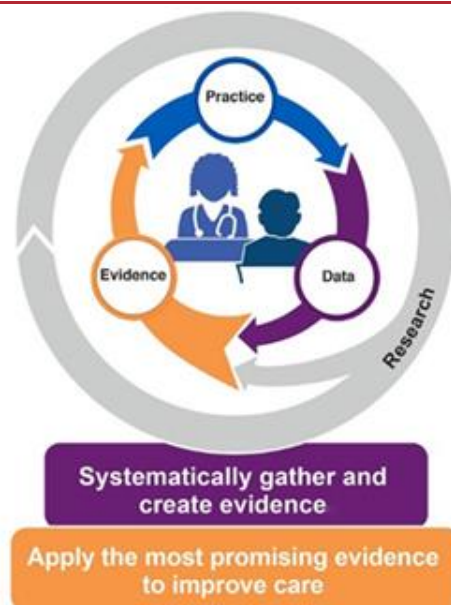 Practice
Evidence
Data
Research
Systematically gather and
create evidence
Apply the most promising evidence
to improve care